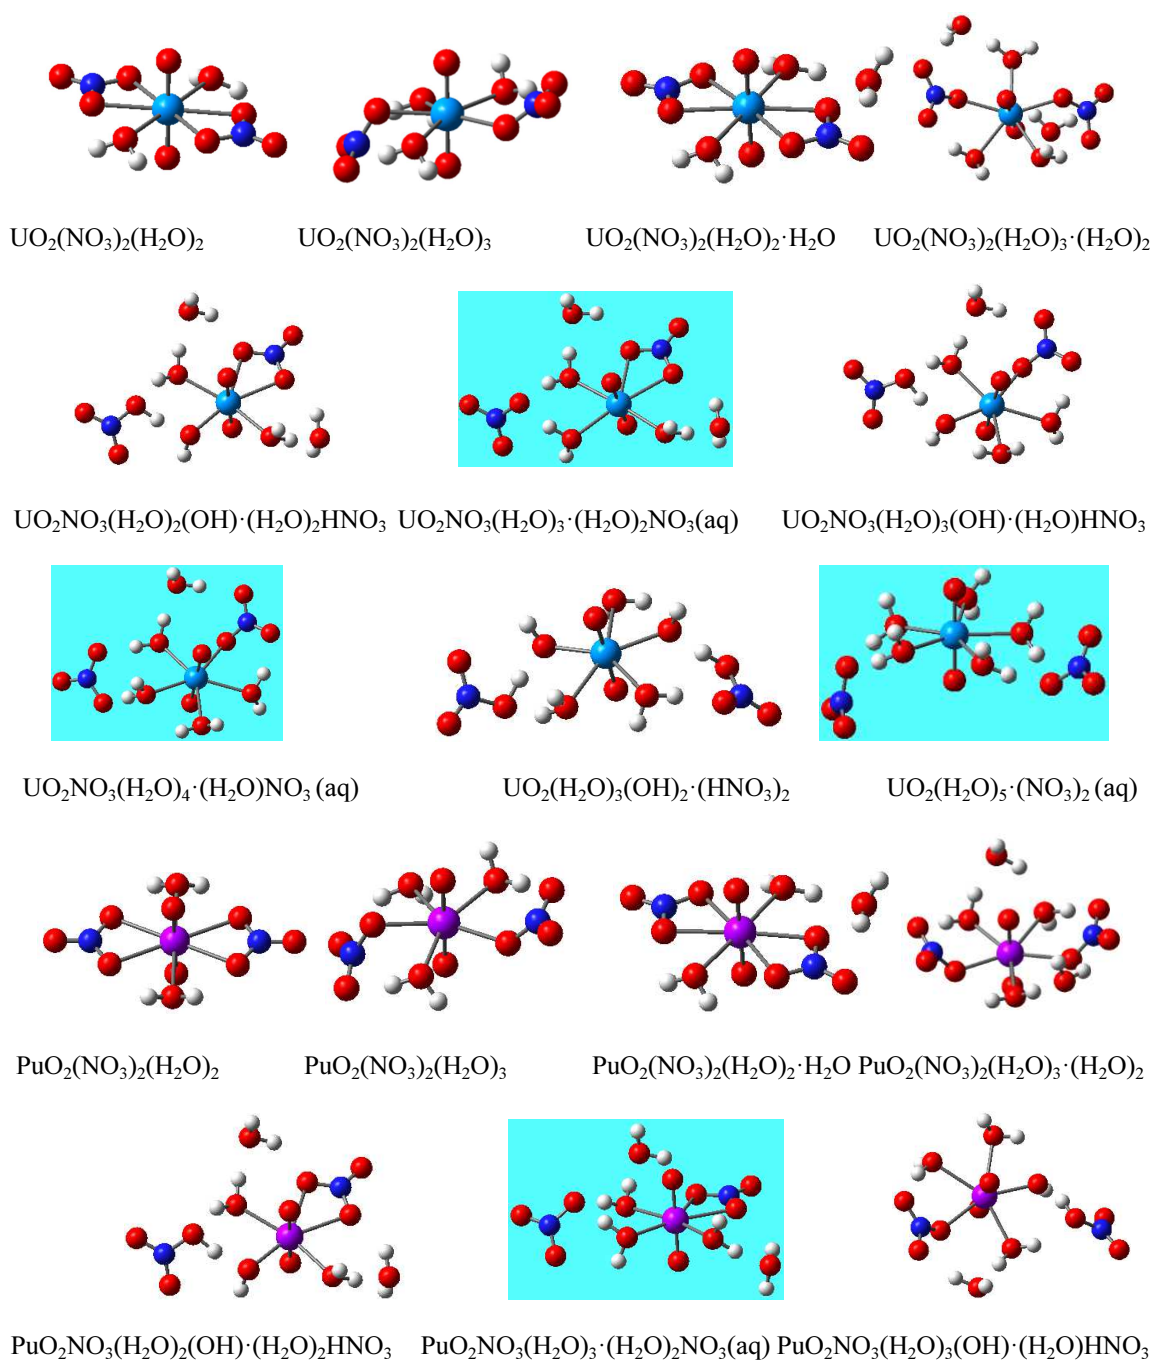 UO₂(NO₃)₂(H₂O)₂ UO₂(NO₃)₂(H₂O)₃ UO₂(NO₃)₂(H₂O)₂·H₂O UO₂(NO₃)₂(H₂O)₃·(H₂O)₂
UO₂NO₃(H₂O)₂(OH)·(H₂O)₂HNO₃ UO₂NO₃(H₂O)₃·(H₂O)₂NO₃(aq) UO₂NO₃(H₂O)₃(OH)·(H₂O)HNO₃
UO₂NO₃(H₂O)₄·(H₂O)NO₃ (aq) UO₂(H₂O)₃(OH)₂·(HNO₃)₂ UO₂(H₂O)₅·(NO₃)₂ (aq)
PuO₂(NO₃)₂(H₂O)₂ PuO₂(NO₃)₂(H₂O)₃ PuO₂(NO₃)₂(H₂O)₂·H₂O PuO₂(NO₃)₂(H₂O)₃·(H₂O)₂
PuO₂NO₃(H₂O)₂(OH)·(H₂O)₂HNO₃ PuO₂NO₃(H₂O)₃·(H₂O)₂NO₃(aq) PuO₂NO₃(H₂O)₃(OH)·(H₂O)HNO₃